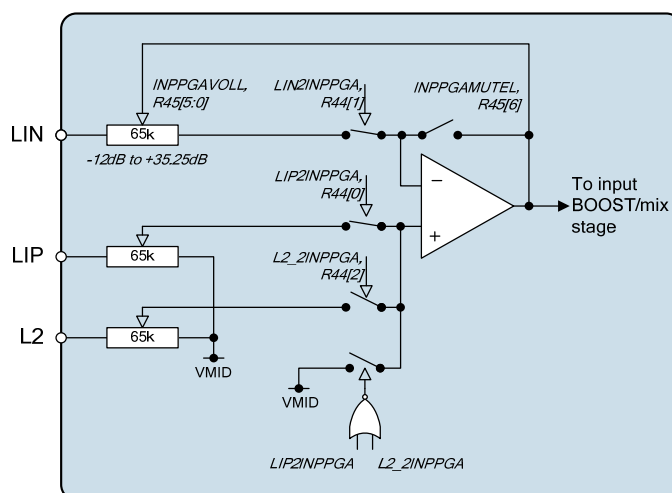 INPPGAVOLL,
R45[5:0]
LIN2INPPGA,
R44[1]
INPPGAMUTEL,
R45[6]
LIN
65k
-12dB to +35.25dB
LIP2INPPGA,
R44[0]
−
+
To input
BOOST/mix
stage
LIP
65k
L2_2INPPGA,
R44[2]
L2
65k
VMID
VMID
LIP2INPPGA L2_2INPPGA